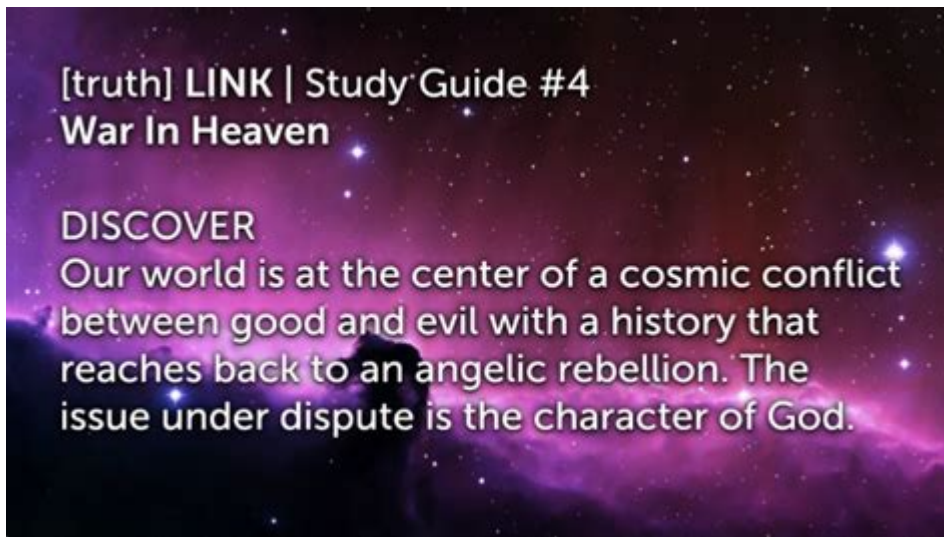 [truth] LINK | Study Guide #4
War In Heaven
DISCOVER
Our world is at the center of a cosmic conflict
between good and evil with a history that
reaches back to an angelic rebellion. The
issue under dispute is the character of God.